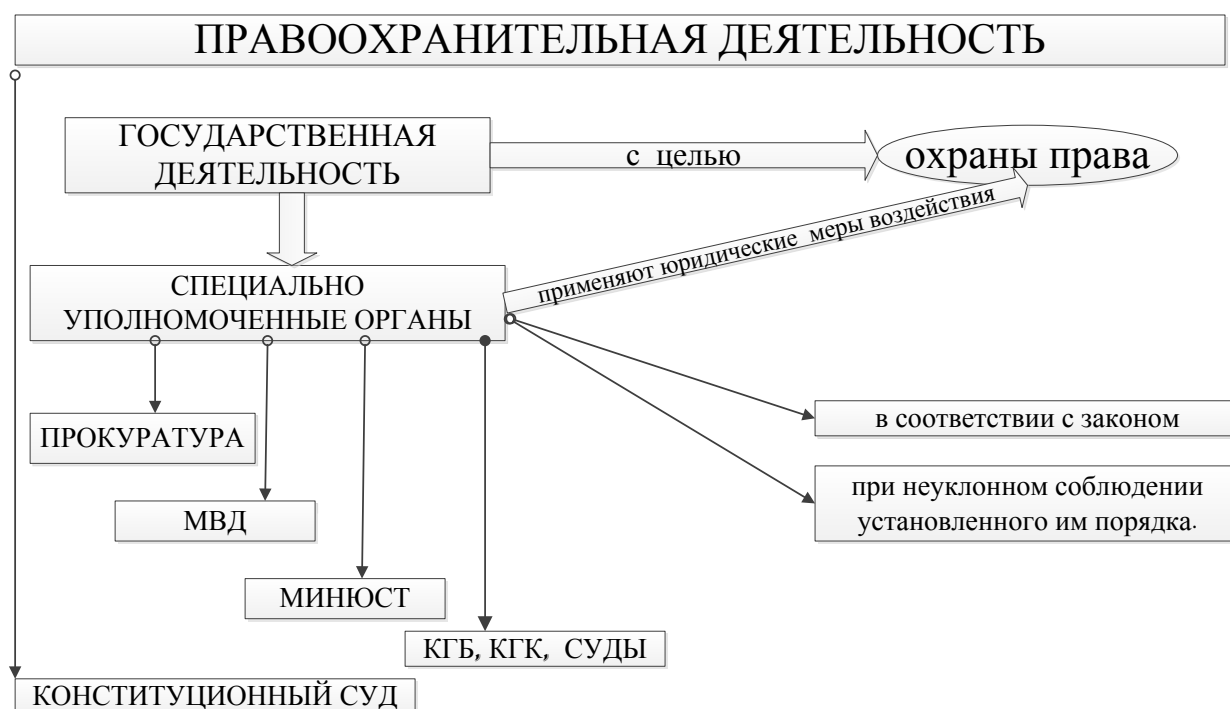 ПРАВООХРАНИТЕЛЬНАЯ ДЕЯТЕЛЬНОСТЬ
ГОСУДАРСТВЕННАЯ
ДЕЯТЕЛЬНОСТЬ
с целью
охраны права
применяют юридические меры воздействия
СПЕЦИАЛЬНО
УПОЛНОМОЧЕННЫЕ ОРГАНЫ
в соответствии с законом
ПРОКУРАТУРА
при неуклонном соблюдении
установленного им порядка.
МВД
МИНЮСТ
КГБ, КГК, СУДЫ
КОНСТИТУЦИОННЫЙ СУД